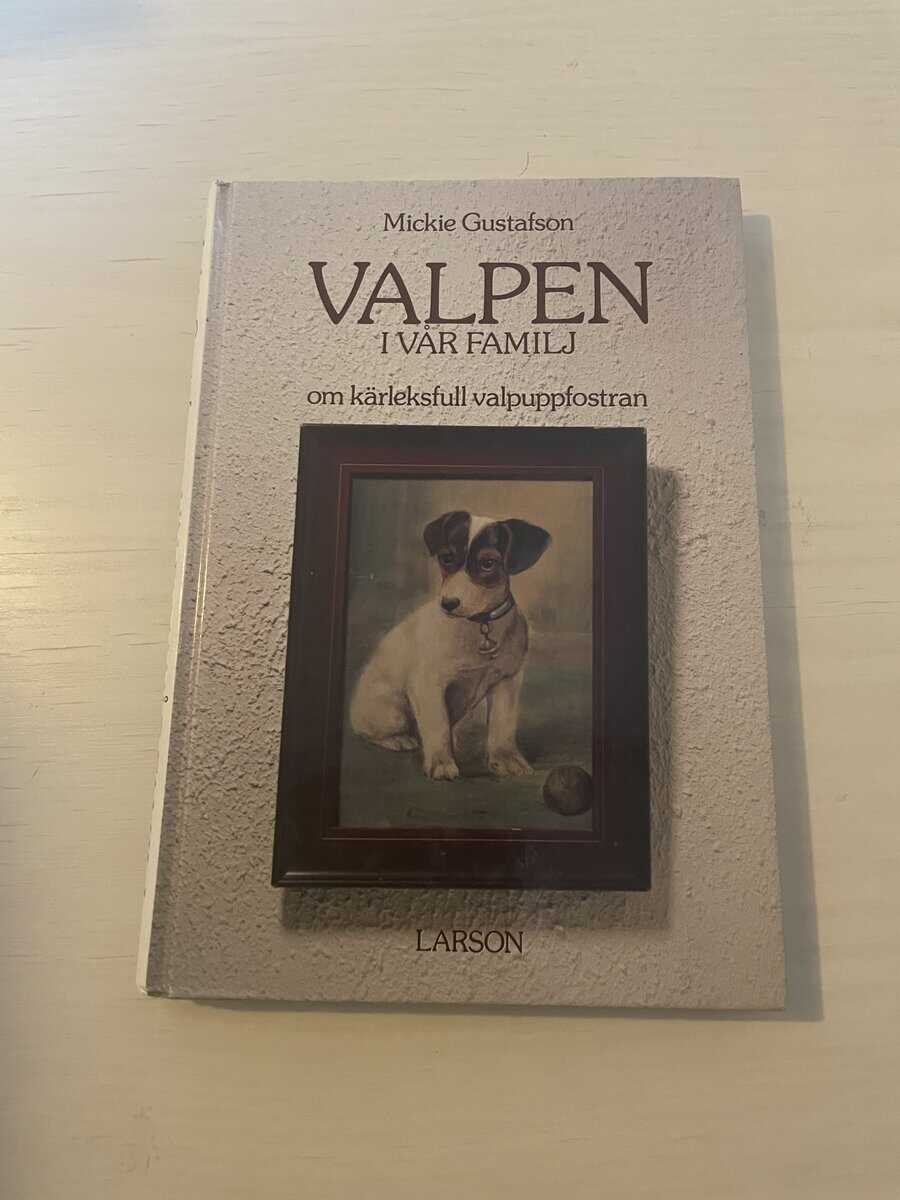 Mickie Gustafson
VALPEN
I VÅR FAMILJ
om kärleksfull valpuppfostran
LARSON